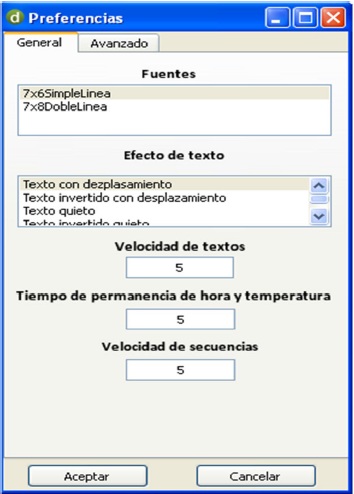 d Preferencias
General Avanzado
Fuentes
7x6SimpleLinea
7x8DobleLinea
Efecto de texto
Texto con dezplasamiento
Texto invertido con desplazamiento
Texto quieto
Texto invertido quieto
Velocidad de textos
5
Tiempo de permanencia de hora y temperatura
5
Velocidad de secuencias
5
Aceptar Cancelar